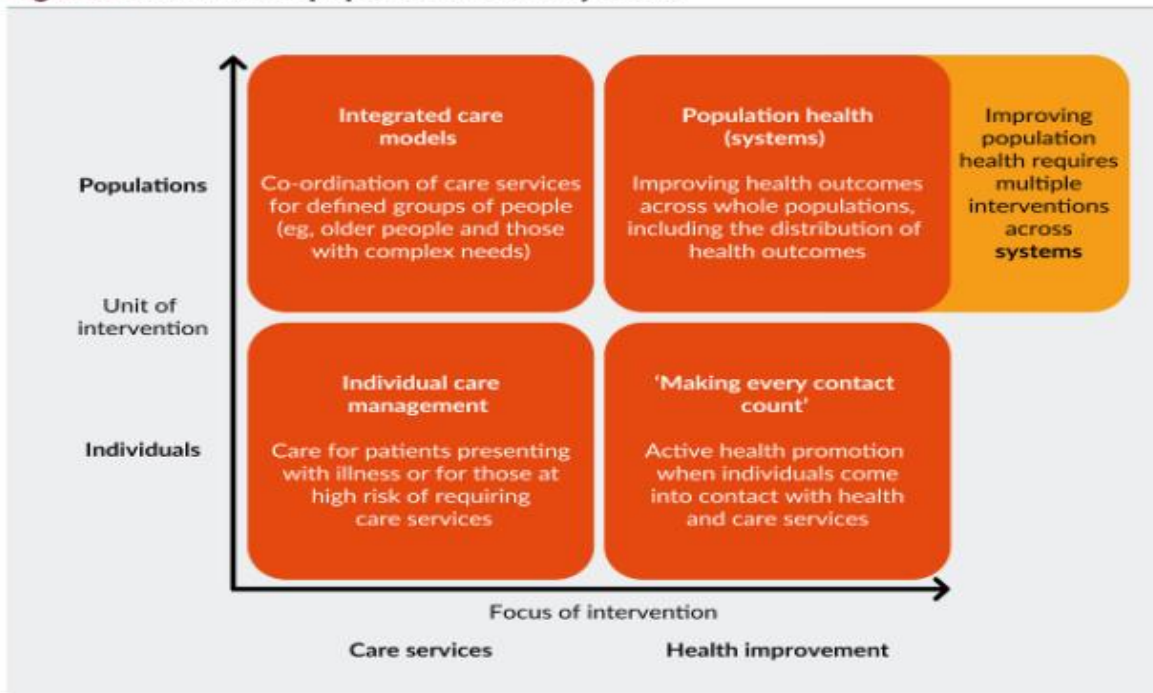 Integrated care
models
Co-ordination of care services
for defined groups of people
(eg, older people and those
with complex needs)
Population health
(systems)
Improving health outcomes
across whole populations,
including the distribution of
health outcomes
Improving
population
health requires
multiple
interventions
across
systems
Populations
Unit of
intervention
Individual care
management
Care for patients presenting
with illness or for those at
high risk of requiring
care services
‘Making every contact
count’
Active health promotion
when individuals come
into contact with health
and care services
Individuals
Focus of intervention
Care services
Health improvement